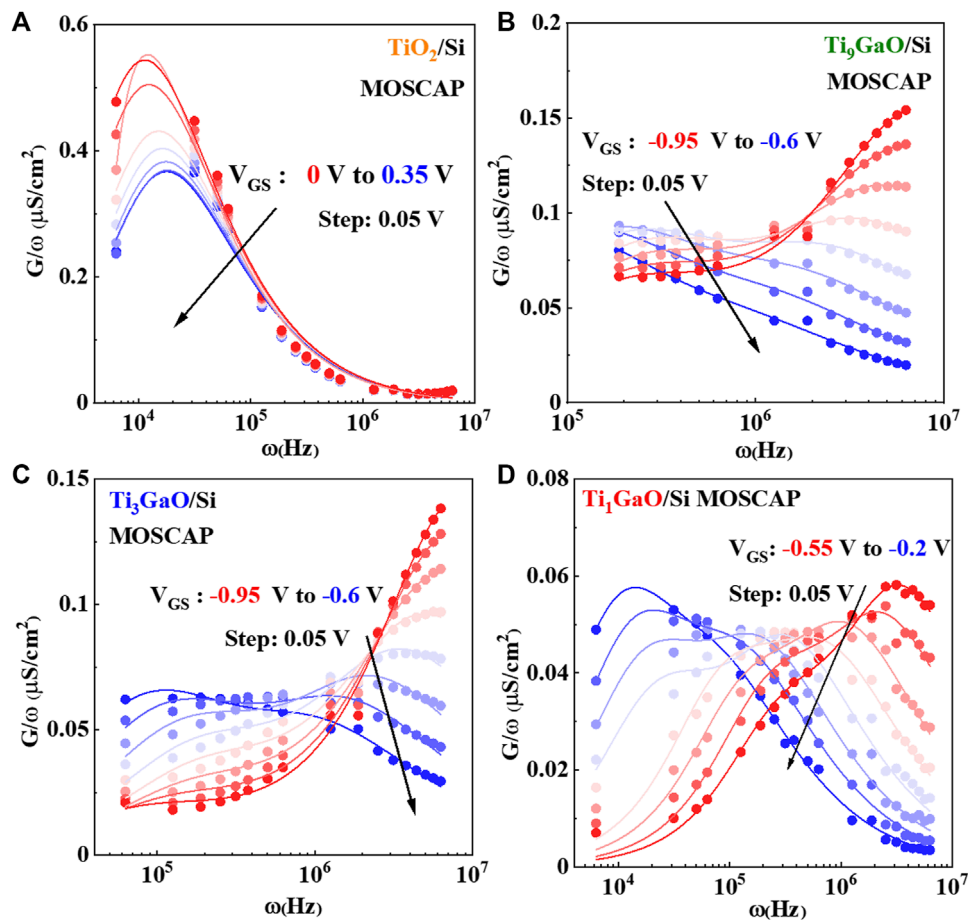 A
TiO2/Si
MOSCAP
VGS : 0 V to 0.35 V
Step: 0.05 V
G/ω (μS/cm2)
0.6
0.4
0.2
0
10^4
10^5
10^6
10^7
ω(Hz)
B
Ti9GaO/Si
MOSCAP
VGS : -0.95 V to -0.6 V
Step: 0.05 V
G/ω (μS/cm2)
0.2
0.15
0.1
0.05
0
10^5
10^6
10^7
ω(Hz)
C
Ti3GaO/Si
MOSCAP
VGS : -0.95 V to -0.6 V
Step: 0.05 V
G/ω (μS/cm2)
0.15
0.1
0.05
0
10^5
10^6
10^7
ω(Hz)
D
Ti1GaO/Si MOSCAP
VGS: -0.55 V to -0.2 V
Step: 0.05 V
G/ω (μS/cm2)
0.08
0.06
0.04
0.02
0
10^4
10^5
10^6
10^7
ω(Hz)